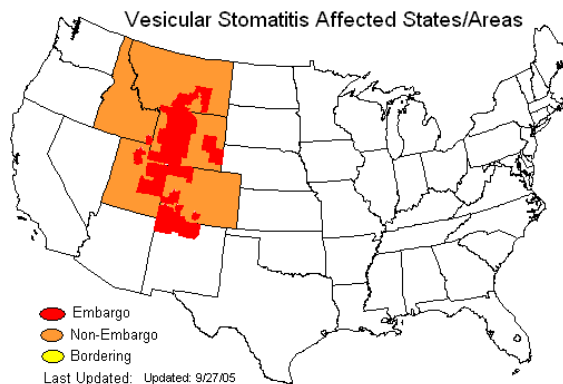 Vesicular Stomatitis Affected States/Areas
Embargo
Non-Embargo
Bordering
Last Updated: Updated: 9/27/05